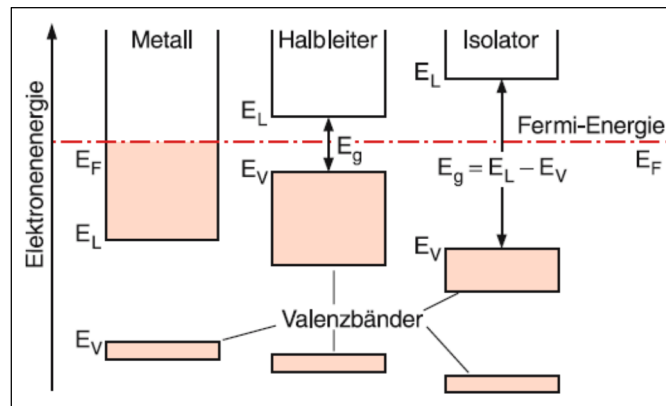 Elektronenenergie
Metall
Halbleiter
Isolator
E_L
E_L
Fermi-Energie
E_F
E_V
E_g
E_g = E_L – E_V
E_F
E_L
E_V
Valenzbänder
E_V